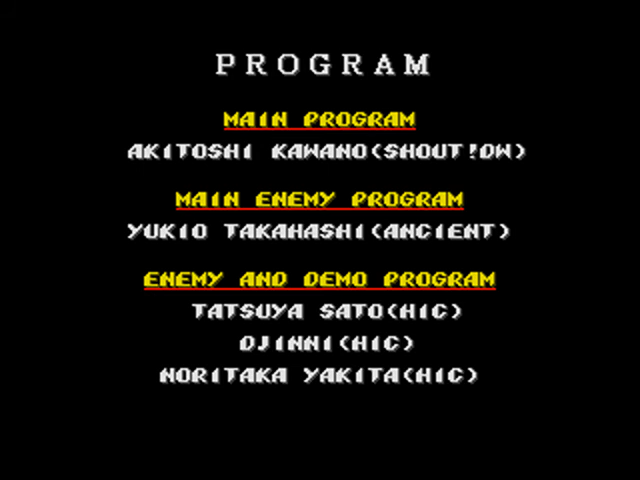 PROGRAM
MAIN PROGRAM
AKITOSHI KAWANO(SHOUT!DW)
MAIN ENEMY PROGRAM
YUKIO TAKAHASHI(ANCIENT)
ENEMY AND DEMO PROGRAM
TATSUYA SATO(HIC)
DJINNI(HIC)
NORITAKA YAKITA(HIC)